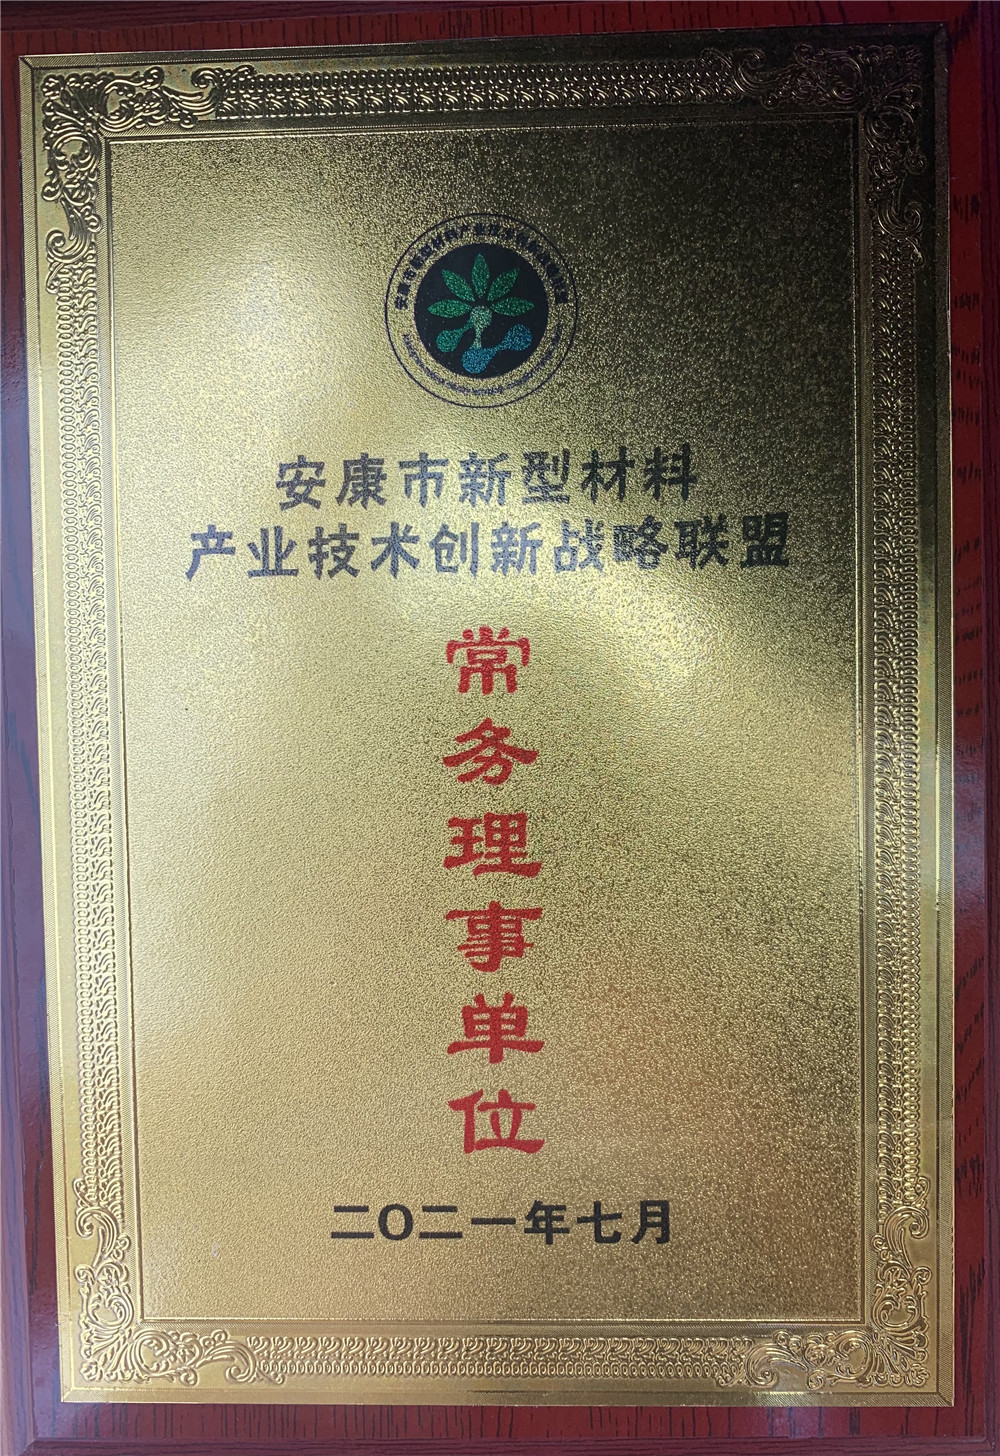 安康市新型材料
产业技术创新战略联盟
常务理事单位
二O二一年七月